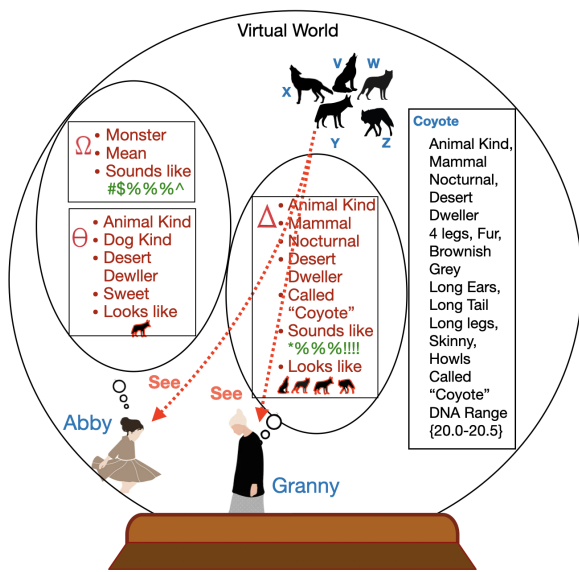 Virtual World
V
W
X
Y
Z
Ω
• Monster
• Mean
• Sounds like
#$%%%^
Θ
• Animal Kind
• Dog Kind
• Desert
Dewller
• Sweet
• Looks like
Δ
• Animal Kind
• Mammal
• Nocturnal
• Desert
Dweller
• Called
“Coyote”
• Sounds like
*%%%!!!!
• Looks like
Coyote
Animal Kind,
Mammal
Nocturnal,
Desert
Dweller
4 legs, Fur,
Brownish
Grey
Long Ears,
Long Tail
Long legs,
Skinny,
Howls
Called
“Coyote”
DNA Range
{20.0-20.5}
See
See
Abby
Granny